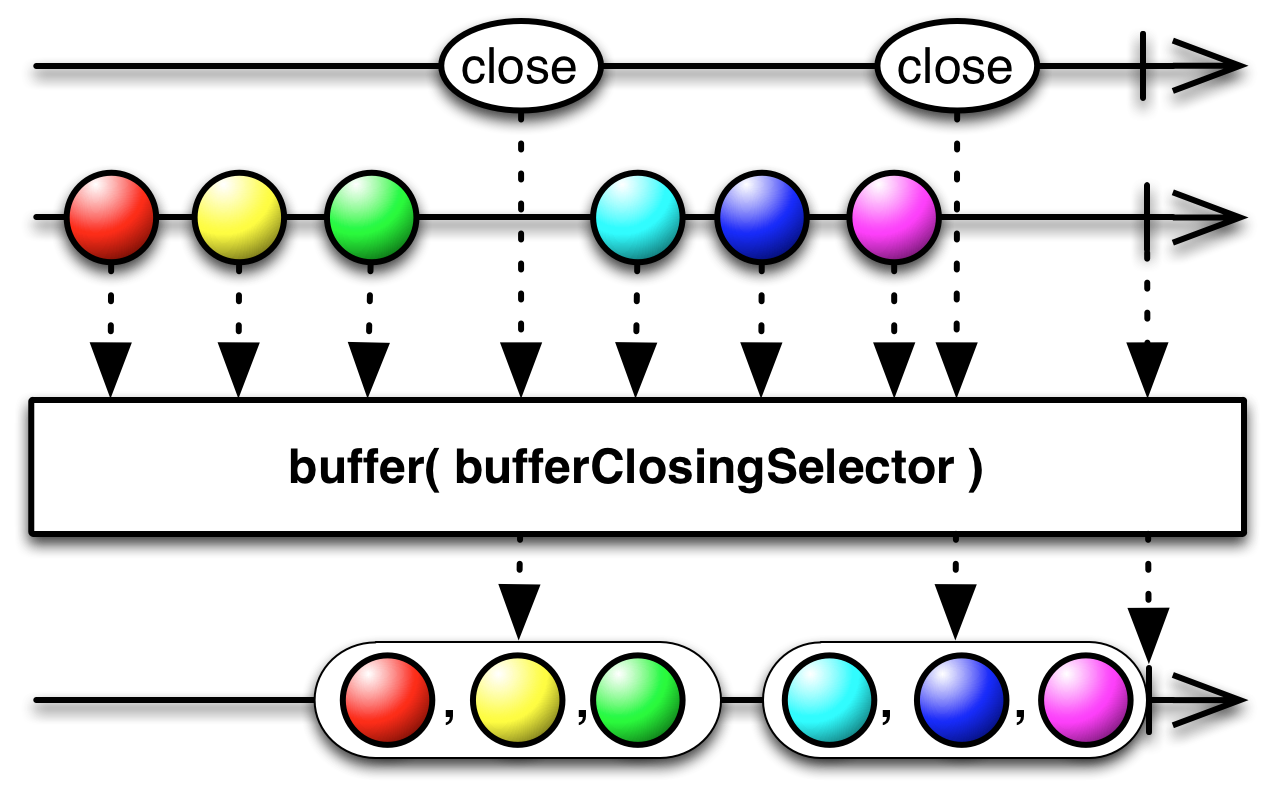 close close
buffer( bufferClosingSelector )
, , , ,